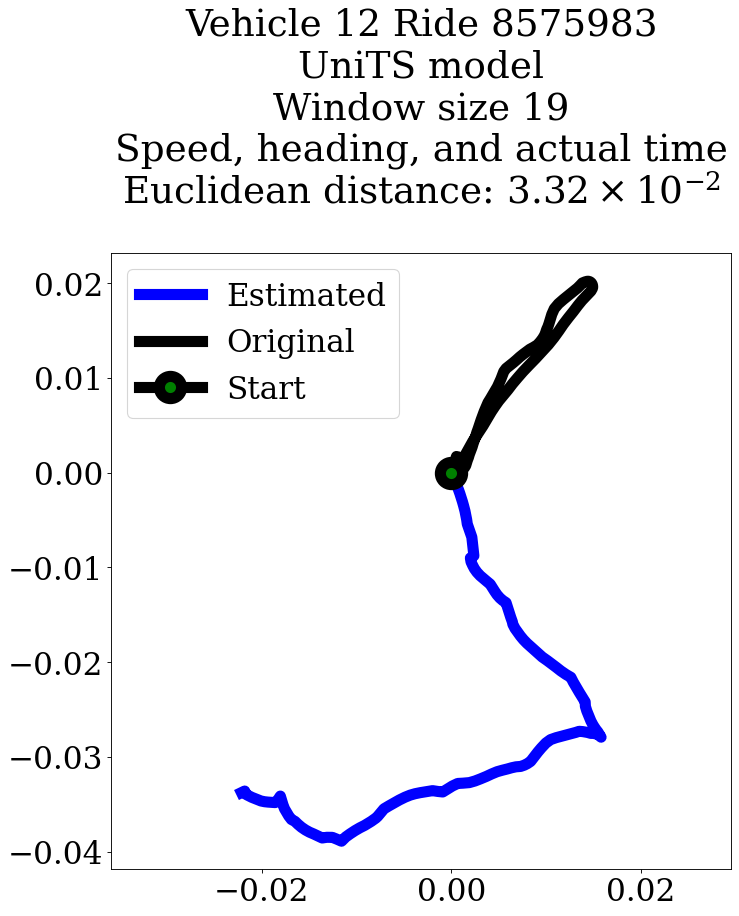 Vehicle 12 Ride 8575983
UniTS model
Window size 19
Speed, heading, and actual time
Euclidean distance: 3.32 × 10⁻²
Estimated
Original
Start
0.02
0.01
0.00
−0.01
−0.02
−0.03
−0.04
−0.02 0.00 0.02